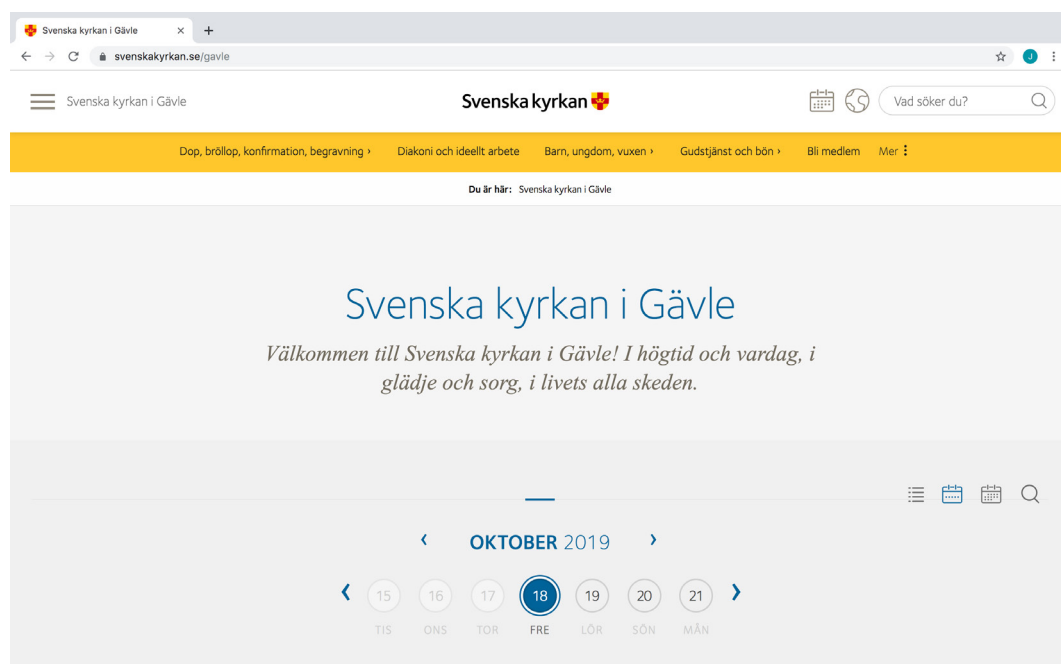 Svenska kyrkan i Gävle
svenskakyrkan.se/gavle
J
Svenska kyrkan i Gävle
Svenska kyrkan
Vad söker du?
Dop, bröllop, konfirmation, begravning › Diakoni och ideellt arbete Barn, ungdom, vuxen › Gudstjänst och bön › Bli medlem Mer
Du är här: Svenska kyrkan i Gävle
Svenska kyrkan i Gävle
Välkommen till Svenska kyrkan i Gävle! I högtid och vardag, i
glädje och sorg, i livets alla skeden.
OKTOBER 2019
15 16 17 18 19 20 21
TIS ONS TOR FRE LÖR SÖN MÅN